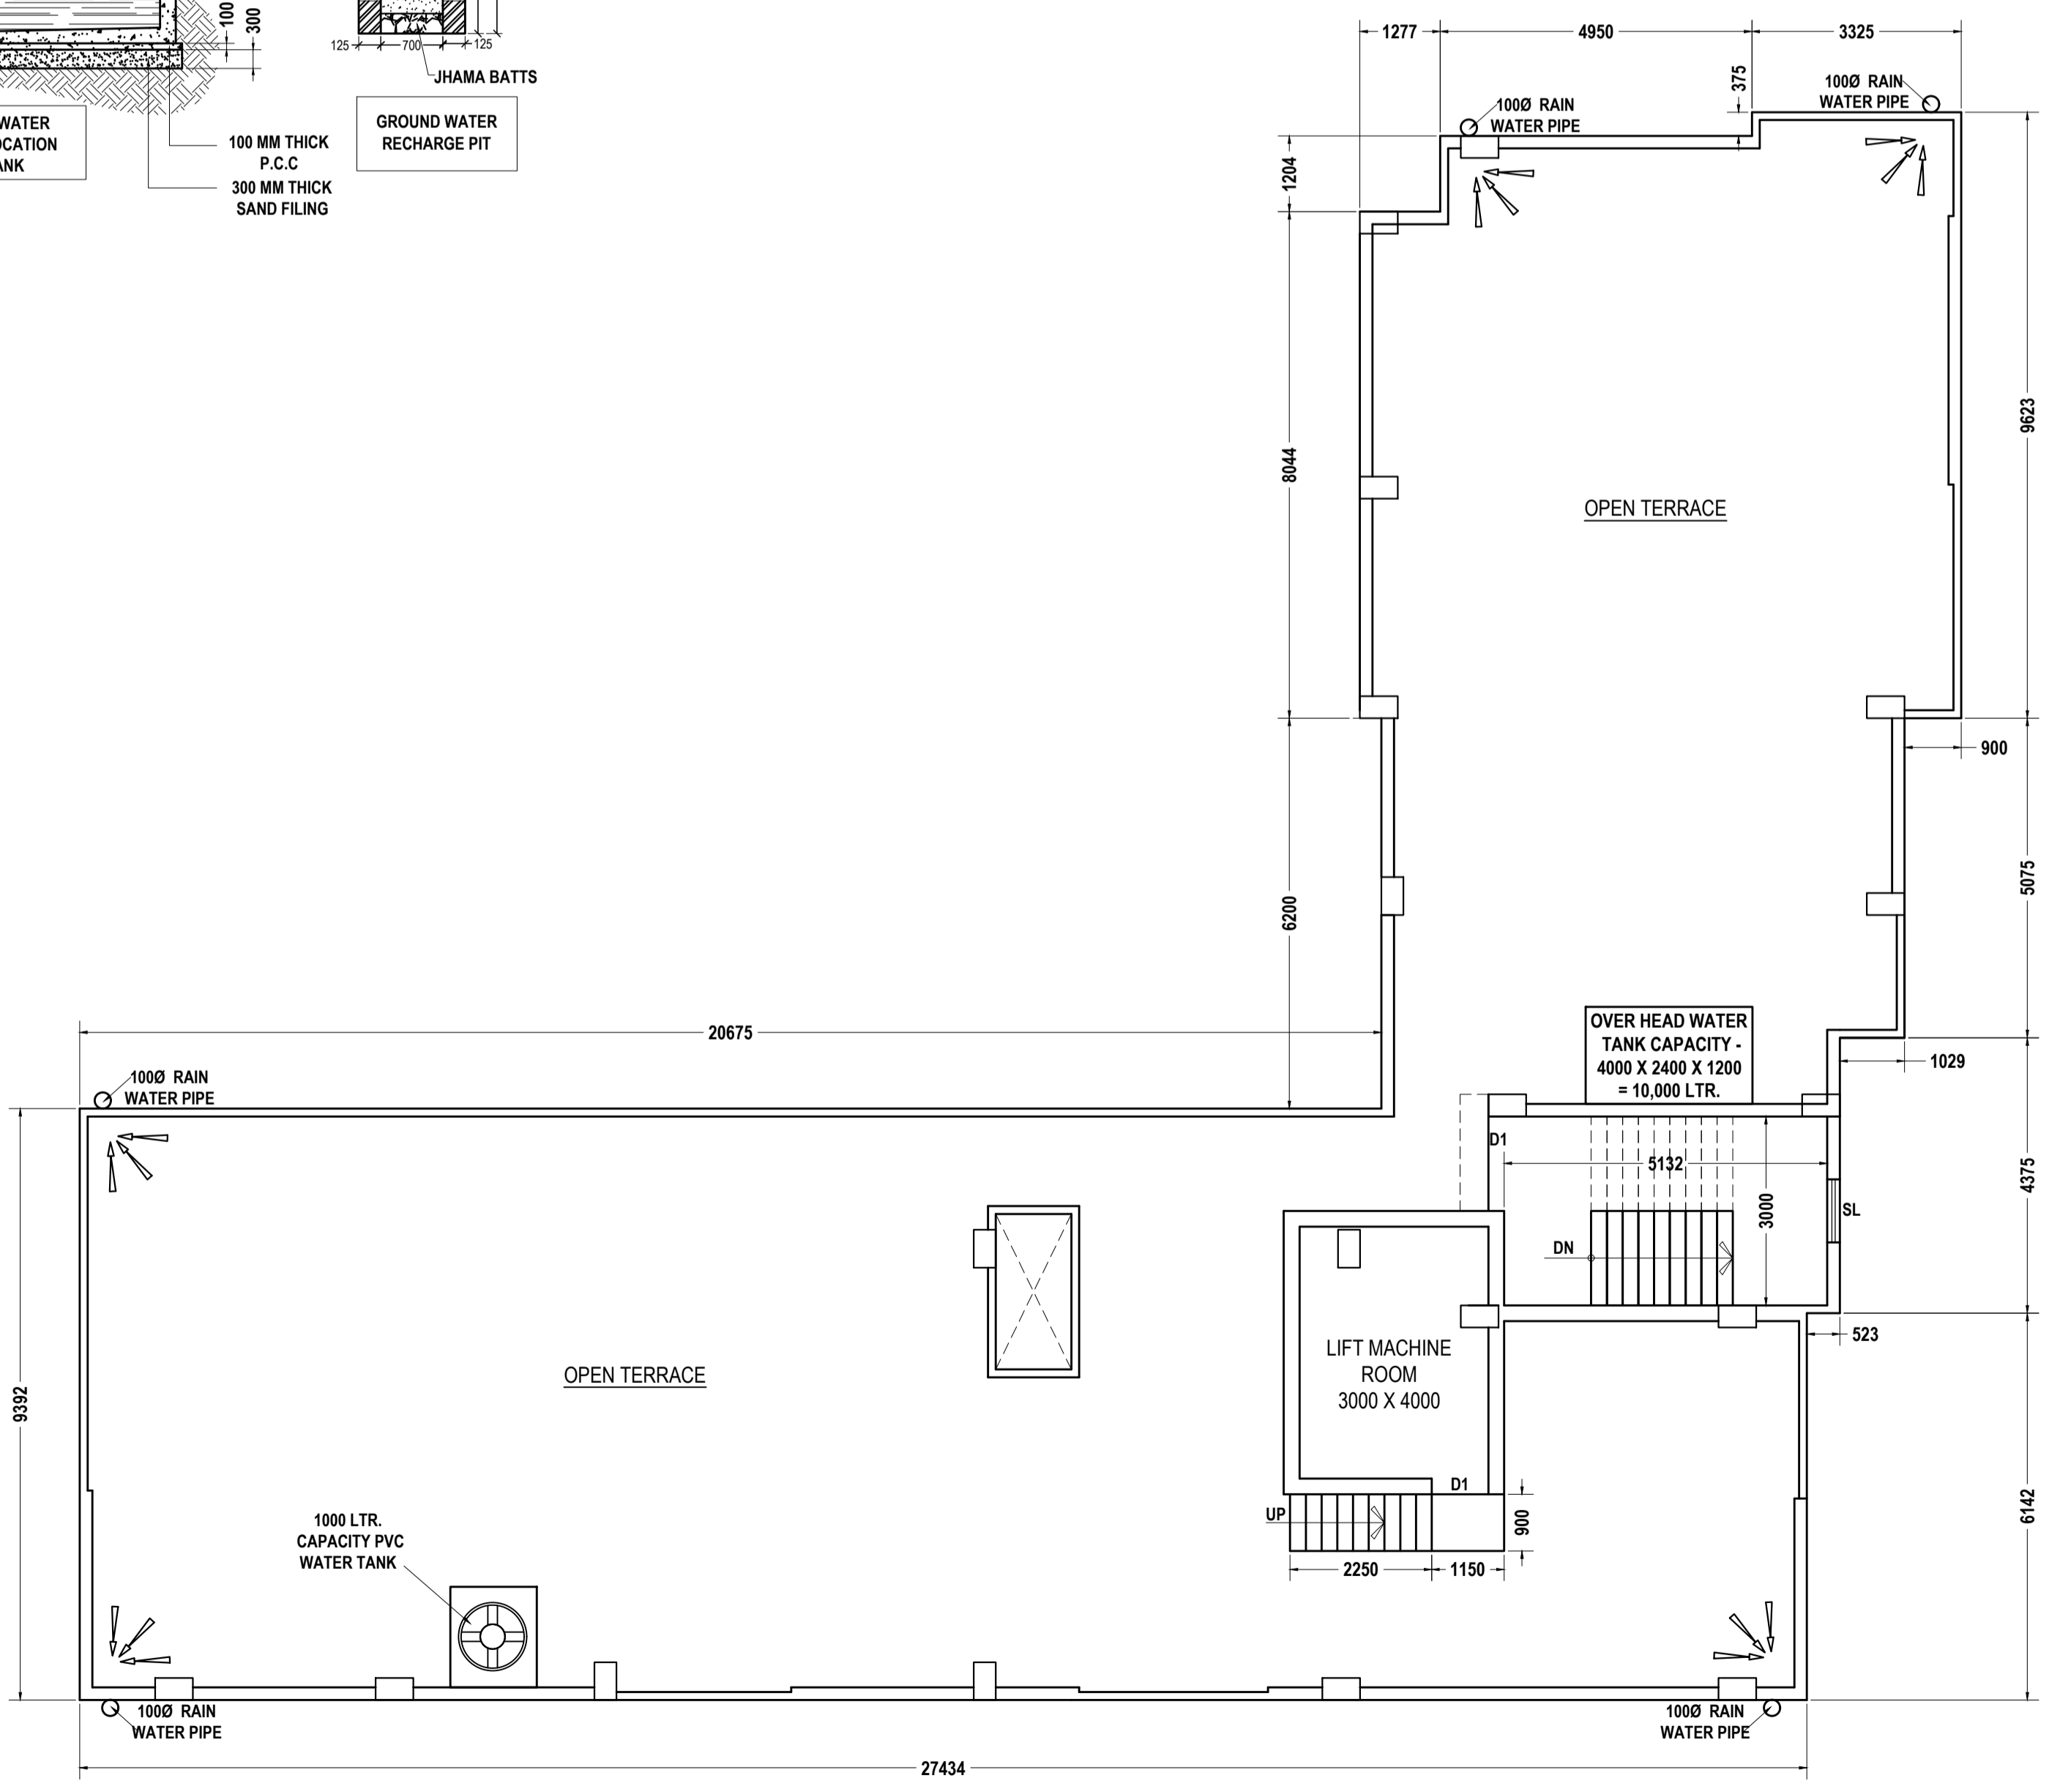 100
300
125
700
125
JHAMA BATTS
WATER
OCATION
ANK
100 MM THICK
P.C.C
300 MM THICK
SAND FILING
GROUND WATER
RECHARGE PIT
1277
4950
3325
375
100Ø RAIN
WATER PIPE
100Ø RAIN
WATER PIPE
1204
8044
9623
OPEN TERRACE
900
6200
5075
20675
OVER HEAD WATER
TANK CAPACITY -
4000 X 2400 X 1200
= 10,000 LTR.
1029
100Ø RAIN
WATER PIPE
D1
5132
3000
4375
SL
DN
523
LIFT MACHINE
ROOM
3000 X 4000
OPEN TERRACE
9392
D1
UP
900
2250
1150
6142
1000 LTR.
CAPACITY PVC
WATER TANK
100Ø RAIN
WATER PIPE
100Ø RAIN
WATER PIPE
27434